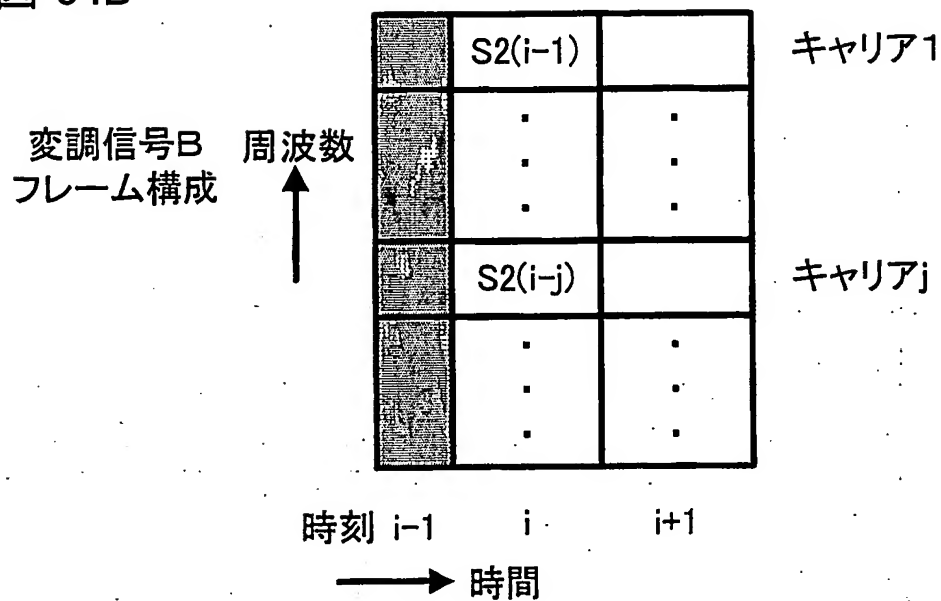 S2(i-1)
キャリア1
変調信号B
フレーム構成
周波数
S2(i-j)
キャリアj
時刻 i-1 i i+1
時間